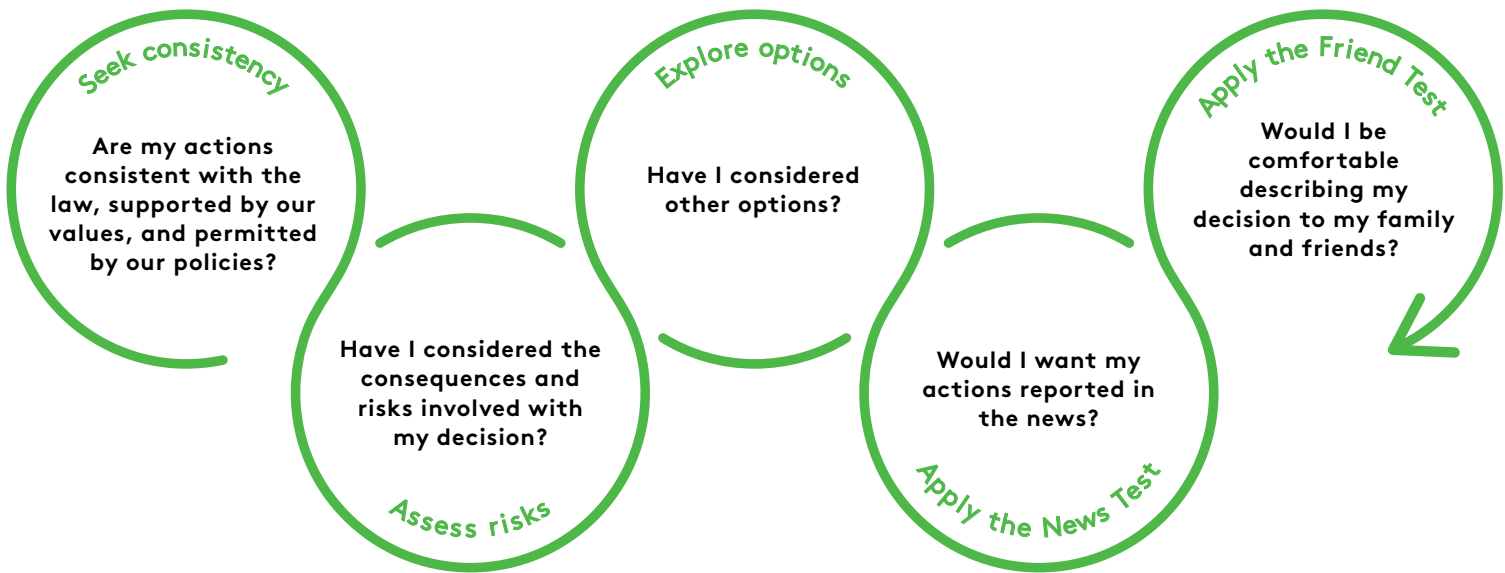 Seek consistency
Are my actions
consistent with the
law, supported by our
values, and permitted
by our policies?
Have I considered the
consequences and
risks involved with
my decision?
Assess risks
Explore options
Have I considered
other options?
Would I want my
actions reported in
the news?
Apply the News Test
Apply the Friend Test
Would I be
comfortable
describing my
decision to my family
and friends?